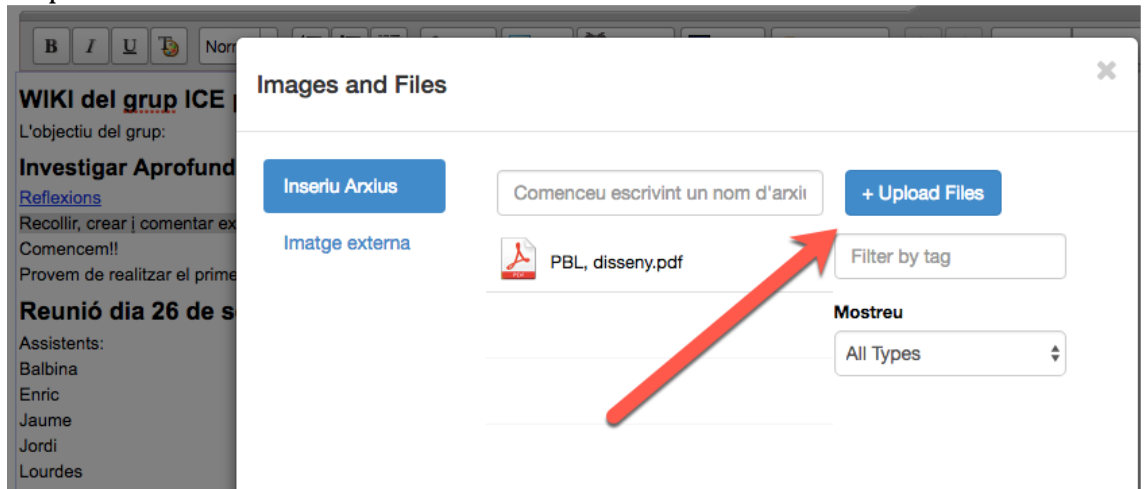 B I U Norr
Images and Files
WIKI del grup ICE
L'objectiu del grup:
Investigar Aprofund
Reflexions
Recollir, crear i comentar ex
Comencem!!
Provem de realitzar el prime
Reunió dia 26 de s
Assistents:
Balbina
Enric
Jaume
Jordi
Lourdes
Inseriu Arxius
Imatge externa
Comenceu escrivint un nom d'arxiu
+ Upload Files
PDF
PBL, disseny.pdf
Filter by tag
Mostreu
All Types